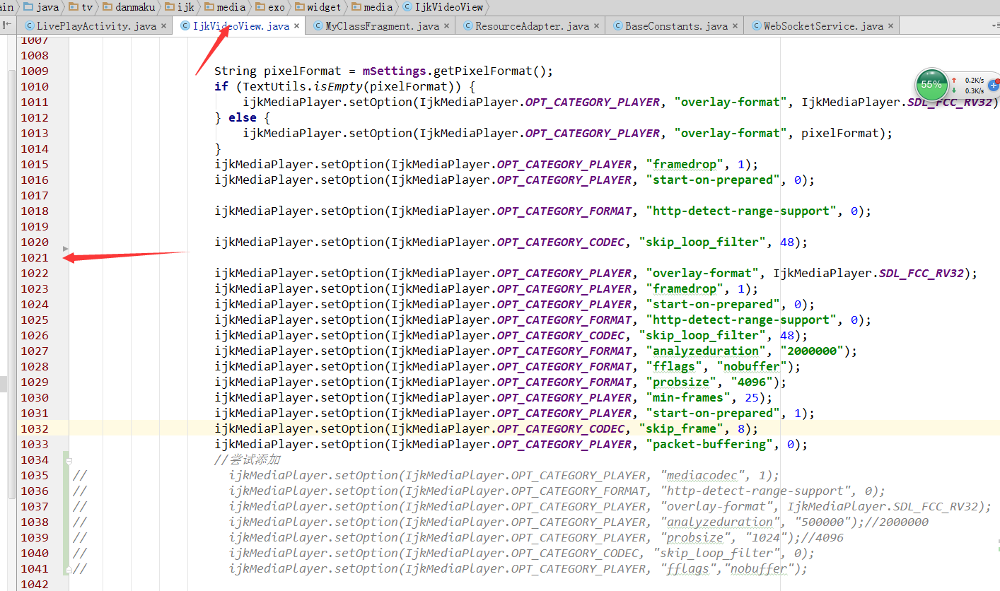 ain java tv danmaku ijk media exo widget media IjkVideoView
LivePlayActivity.java × IjkVideoView.java × MyClassFragment.java × ResourceAdapter.java × BaseConstants.java × WebSocketService.java ×
1007
1008
1009 String pixelFormat = mSettings.getPixelFormat();
1010 if (TextUtils.isEmpty(pixelFormat)) {
1011 ijkMediaPlayer.setOption(IjkMediaPlayer.OPT_CATEGORY_PLAYER, "overlay-format", IjkMediaPlayer.SDL_FCC_RV32)
1012 } else {
1013 ijkMediaPlayer.setOption(IjkMediaPlayer.OPT_CATEGORY_PLAYER, "overlay-format", pixelFormat);
1014 }
1015 ijkMediaPlayer.setOption(IjkMediaPlayer.OPT_CATEGORY_PLAYER, "framedrop", 1);
1016 ijkMediaPlayer.setOption(IjkMediaPlayer.OPT_CATEGORY_PLAYER, "start-on-prepared", 0);
1017
1018 ijkMediaPlayer.setOption(IjkMediaPlayer.OPT_CATEGORY_FORMAT, "http-detect-range-support", 0);
1019
1020 ijkMediaPlayer.setOption(IjkMediaPlayer.OPT_CATEGORY_CODEC, "skip_loop_filter", 48);
1021
1022 ijkMediaPlayer.setOption(IjkMediaPlayer.OPT_CATEGORY_PLAYER, "overlay-format", IjkMediaPlayer.SDL_FCC_RV32);
1023 ijkMediaPlayer.setOption(IjkMediaPlayer.OPT_CATEGORY_PLAYER, "framedrop", 1);
1024 ijkMediaPlayer.setOption(IjkMediaPlayer.OPT_CATEGORY_PLAYER, "start-on-prepared", 0);
1025 ijkMediaPlayer.setOption(IjkMediaPlayer.OPT_CATEGORY_FORMAT, "http-detect-range-support", 0);
1026 ijkMediaPlayer.setOption(IjkMediaPlayer.OPT_CATEGORY_CODEC, "skip_loop_filter", 48);
1027 ijkMediaPlayer.setOption(IjkMediaPlayer.OPT_CATEGORY_FORMAT, "analyzeduration", "2000000");
1028 ijkMediaPlayer.setOption(IjkMediaPlayer.OPT_CATEGORY_FORMAT, "fflags", "nobuffer");
1029 ijkMediaPlayer.setOption(IjkMediaPlayer.OPT_CATEGORY_FORMAT, "probsize", "4096");
1030 ijkMediaPlayer.setOption(IjkMediaPlayer.OPT_CATEGORY_PLAYER, "min-frames", 25);
1031 ijkMediaPlayer.setOption(IjkMediaPlayer.OPT_CATEGORY_PLAYER, "start-on-prepared", 1);
1032 ijkMediaPlayer.setOption(IjkMediaPlayer.OPT_CATEGORY_CODEC, "skip_frame", 8);
1033 ijkMediaPlayer.setOption(IjkMediaPlayer.OPT_CATEGORY_PLAYER, "packet-buffering", 0);
1034 //尝试添加
1035 // ijkMediaPlayer.setOption(IjkMediaPlayer.OPT_CATEGORY_PLAYER, "mediacodec", 1);
1036 // ijkMediaPlayer.setOption(IjkMediaPlayer.OPT_CATEGORY_FORMAT, "http-detect-range-support", 0);
1037 // ijkMediaPlayer.setOption(IjkMediaPlayer.OPT_CATEGORY_PLAYER, "overlay-format", IjkMediaPlayer.SDL_FCC_RV32);
1038 // ijkMediaPlayer.setOption(IjkMediaPlayer.OPT_CATEGORY_PLAYER, "analyzeduration", "500000");//2000000
1039 // ijkMediaPlayer.setOption(IjkMediaPlayer.OPT_CATEGORY_PLAYER, "probsize", "1024");//4096
1040 // ijkMediaPlayer.setOption(IjkMediaPlayer.OPT_CATEGORY_CODEC, "skip_loop_filter", 0);
1041 // ijkMediaPlayer.setOption(IjkMediaPlayer.OPT_CATEGORY_PLAYER, "fflags","nobuffer");
1042
55%
0.2K/s
0.3K/s